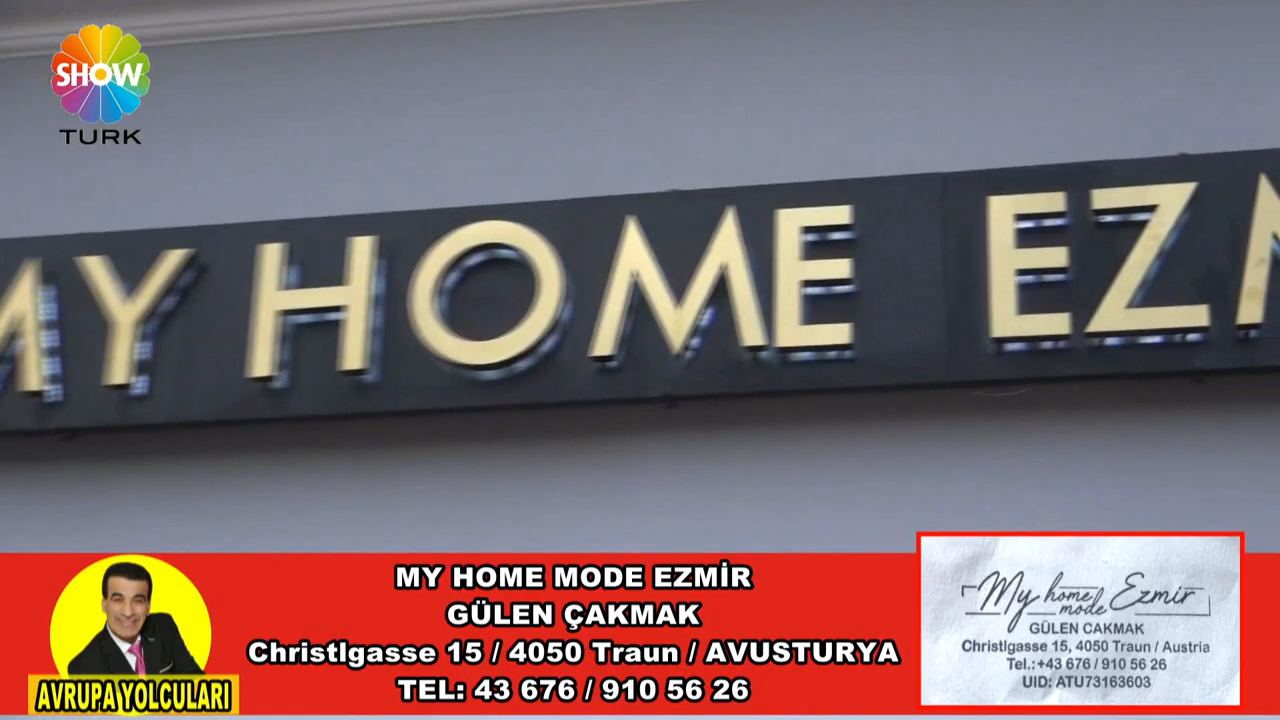 SHOW
TURK
MY HOME EZM
MY HOME MODE EZMİR
GÜLEN ÇAKMAK
Christlgasse 15 / 4050 Traun / AVUSTURYA
TEL: 43 676 / 910 56 26
AVRUPA YOLCULARI
My home mode Ezmir
GÜLEN CAKMAK
Christlgasse 15, 4050 Traun / Austria
Tel.:+43 676 / 910 56 26
UID: ATU73163603